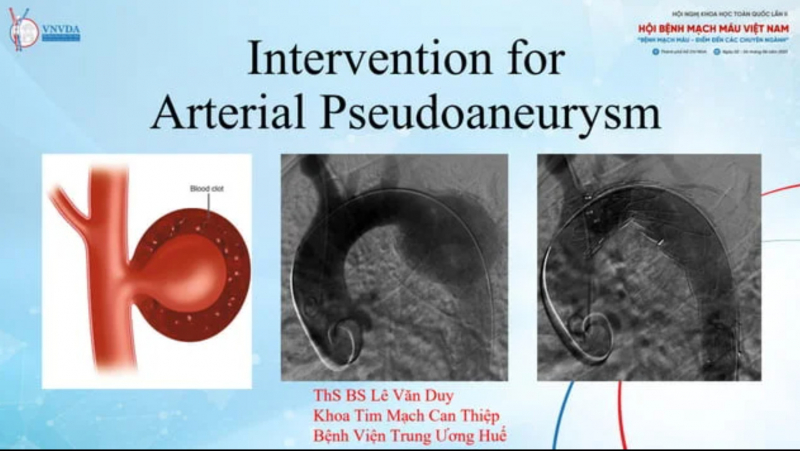 VNVDA
HỘI NGHỊ KHOA HỌC TOÀN QUỐC LẦN II
HỘI BỆNH MẠCH MÁU VIỆT NAM
"BỆNH MẠCH MÁU – ĐIỂM ĐẾN CÁC CHUYÊN NGÀNH"
Intervention for
Arterial Pseudoaneurysm
Blood clot
ThS BS Lê Văn Duy
Khoa Tim Mạch Can Thiệp
Bệnh Viện Trung Ương Huế